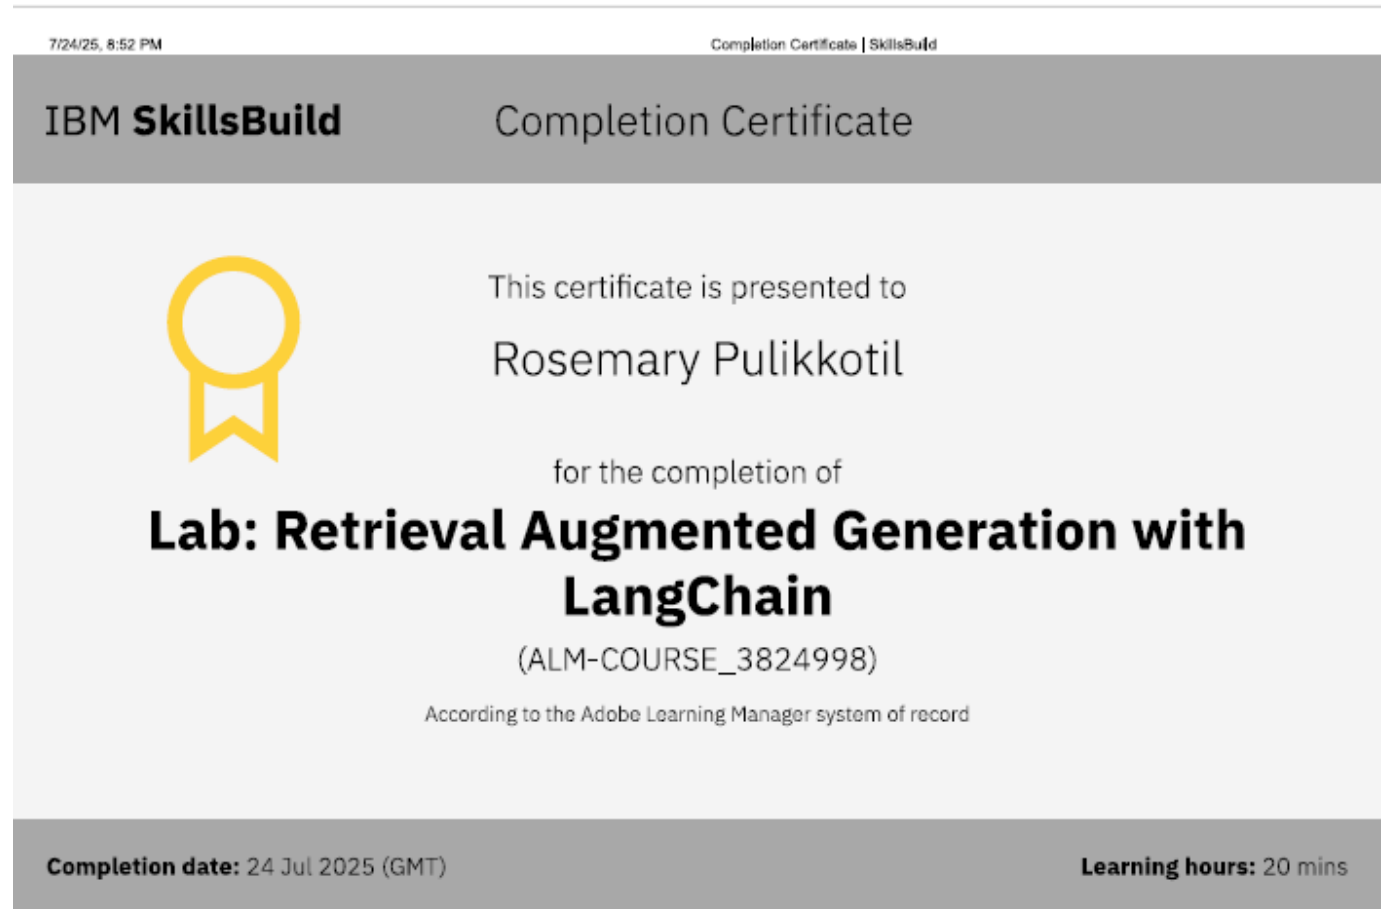 7/24/25, 8:52 PM
Completion Certificate | SkillsBuild
IBM SkillsBuild
Completion Certificate
This certificate is presented to
Rosemary Pulikkotil
for the completion of
Lab: Retrieval Augmented Generation with
LangChain
(ALM-COURSE_3824998)
According to the Adobe Learning Manager system of record
Completion date: 24 Jul 2025 (GMT)
Learning hours: 20 mins